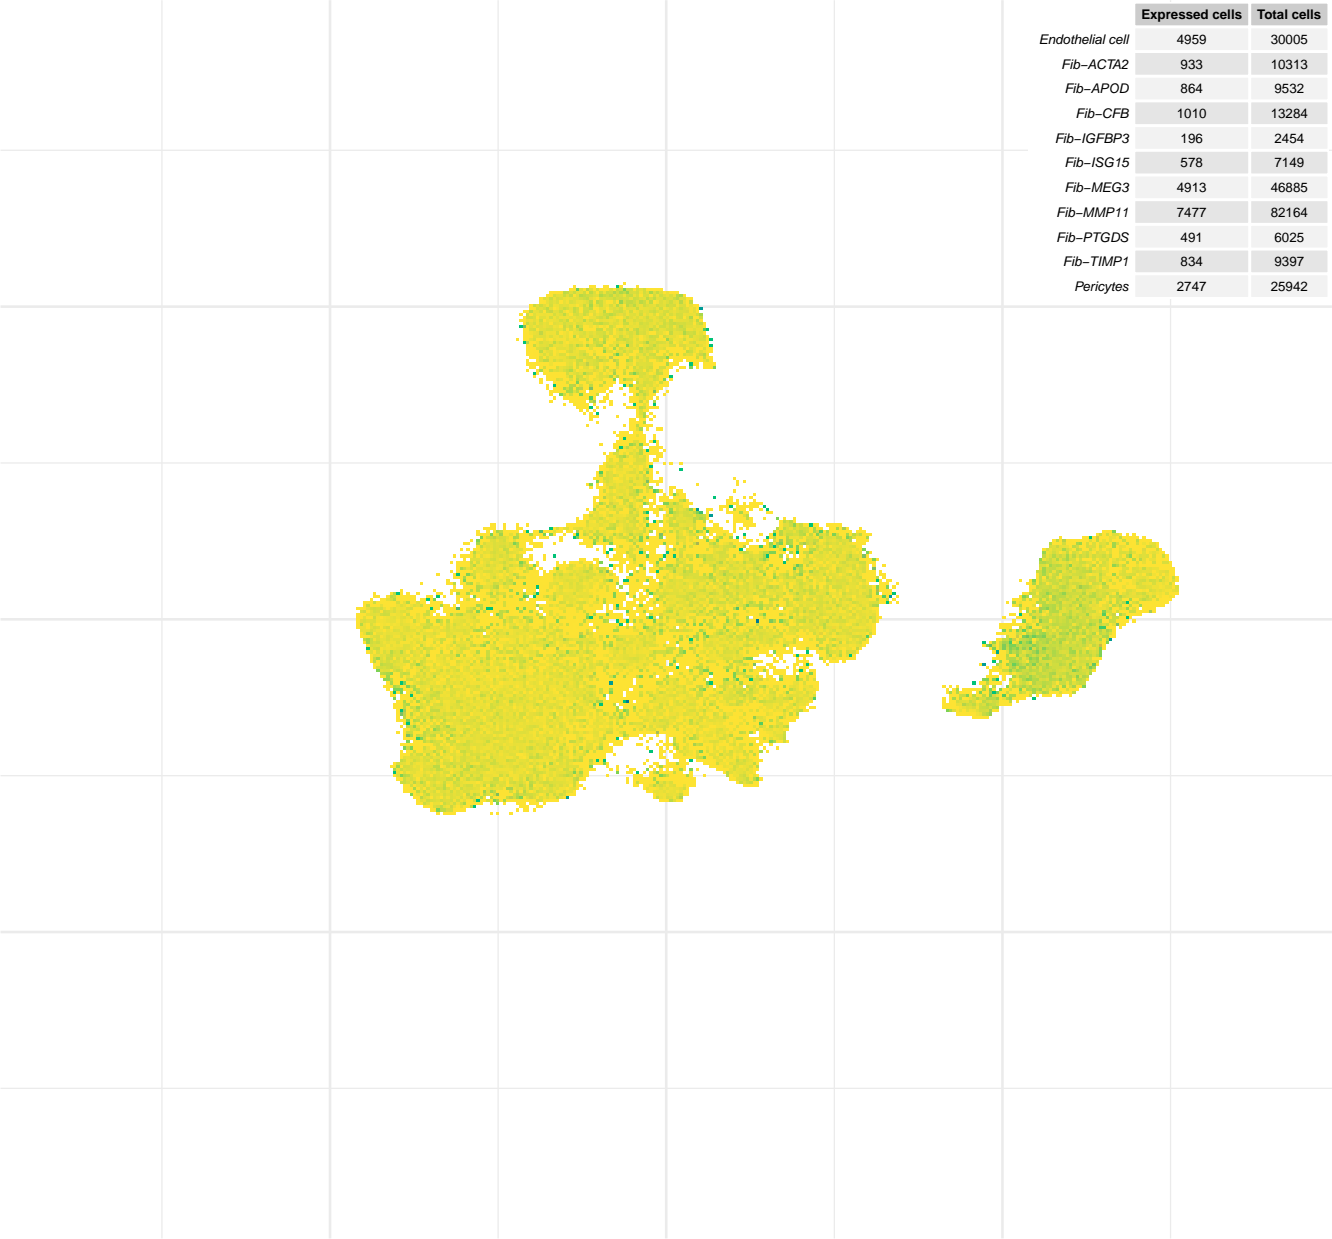 Expressed cells Total cells
Endothelial cell 4959 30005
Fib−ACTA2 933 10313
Fib−APOD 864 9532
Fib−CFB 1010 13284
Fib−IGFBP3 196 2454
Fib−ISG15 578 7149
Fib−MEG3 4913 46885
Fib−MMP11 7477 82164
Fib−PTGDS 491 6025
Fib−TIMP1 834 9397
Pericytes 2747 25942